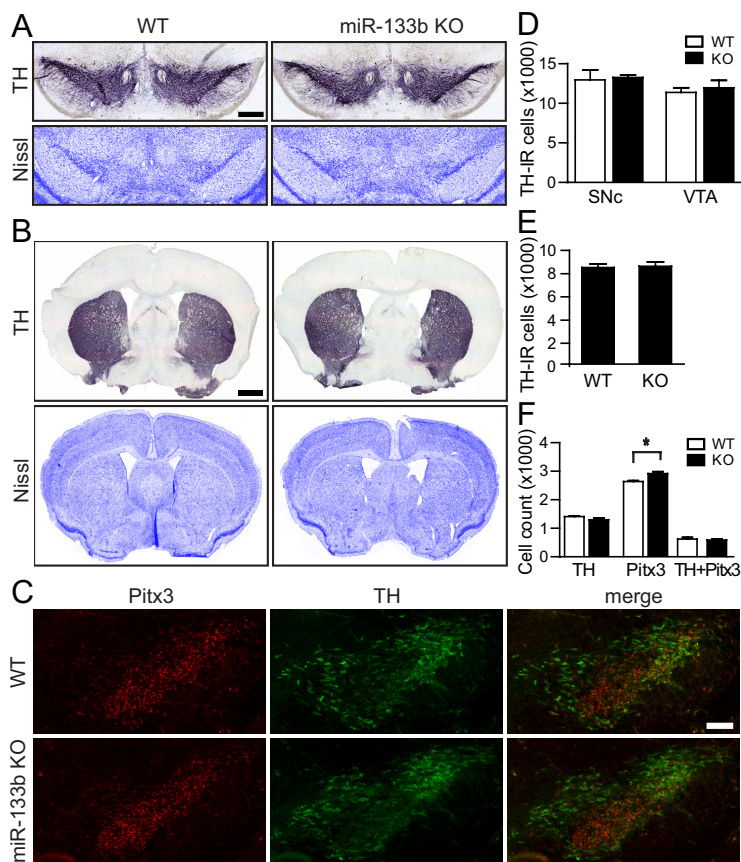 A
WT
miR-133b KO
TH
Nissl
B
TH
Nissl
C
Pitx3
TH
merge
WT
miR-133b KO
D
TH-IR cells (x1000)
15
10
5
0
WT
KO
SNc
VTA
E
TH-IR cells (x1000)
10
8
6
4
2
0
WT
KO
F
Cell count (x1000)
4
3
2
1
0
*
WT
KO
TH
Pitx3
TH+Pitx3